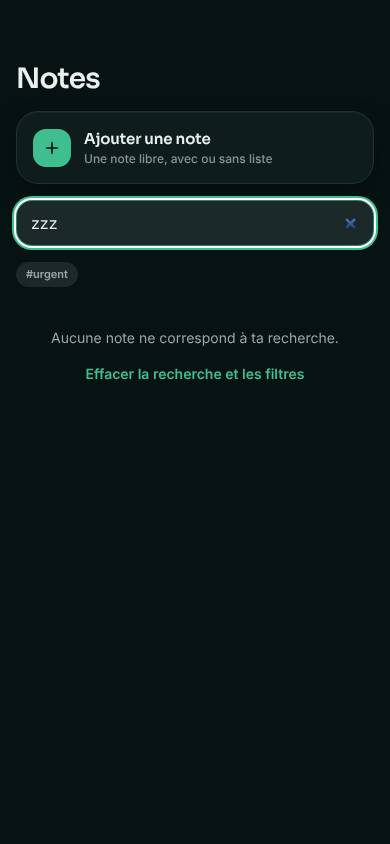 Notes
Ajouter une note
Une note libre, avec ou sans liste
zzz
#urgent
Aucune note ne correspond à ta recherche.
Effacer la recherche et les filtres